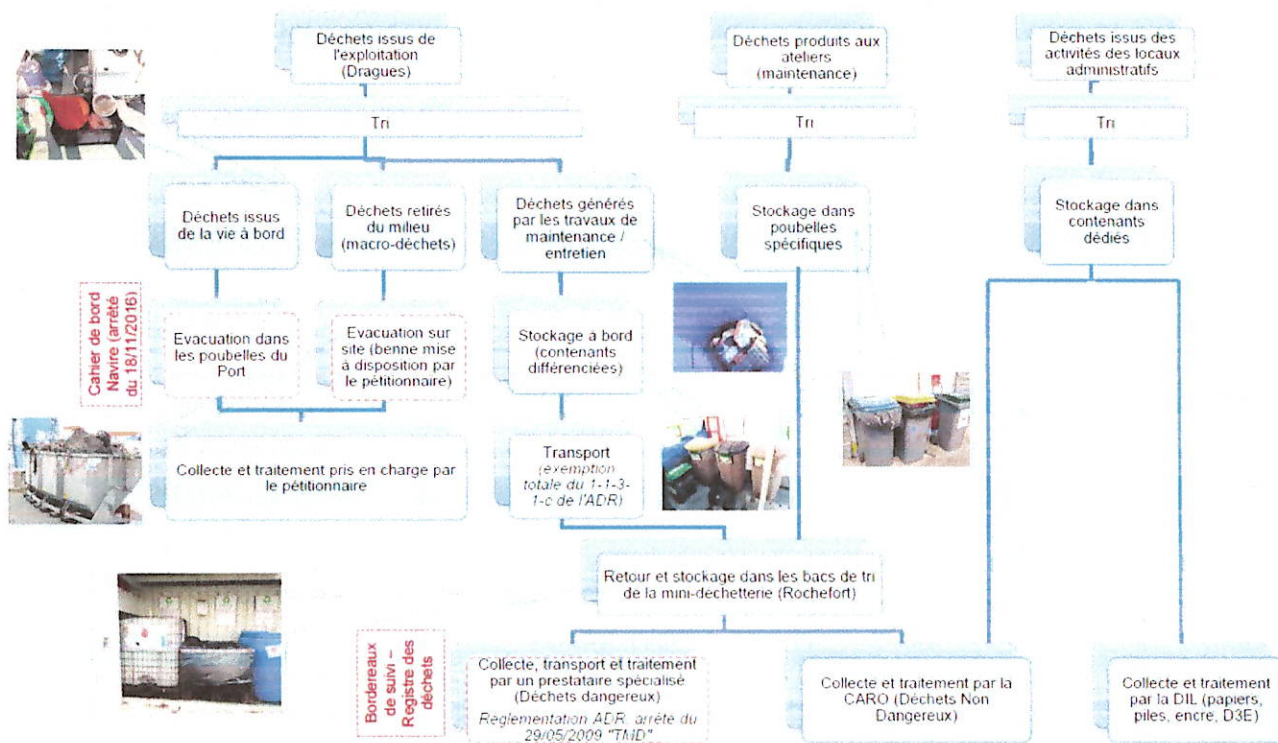 Déchets issus de
l'exploitation
(Dragues)
Déchets produits aux
ateliers
(maintenance)
Déchets issus des
activités des locaux
administratifs
Tri
Tri
Tri
Déchets issus
de la vie à bord
Déchets retirés
du milieu
(macro-déchets)
Déchets générés
par les travaux de
maintenance /
entretien
Stockage dans
poubelles
spécifiques
Stockage dans
contenants
dédiés
Cahier de bord
Navire (arrêté
du 18/11/2016)
Evacuation dans
les poubelles du
Port
Evacuation sur
site (benne mise
à disposition par
le pétitionnaire)
Stockage à bord
(contenants
différenciées)
Collecte et traitement pris en charge par
le pétitionnaire
Transport
(exemption
totale du 1-1-3-
1-c de l'ADR)
Retour et stockage dans les bacs de tri
de la mini-déchetterie (Rochefort)
Bordereaux
de suivi –
Registre des
déchets
Collecte, transport et traitement
par un prestataire spécialisé
(Déchets dangereux)
Réglementation ADR, arrêté du
29/05/2009 "TMD"
Collecte et traitement par la
CARO (Déchets Non
Dangereux)
Collecte et traitement
par la DIL (papiers,
piles, encre, D3E)